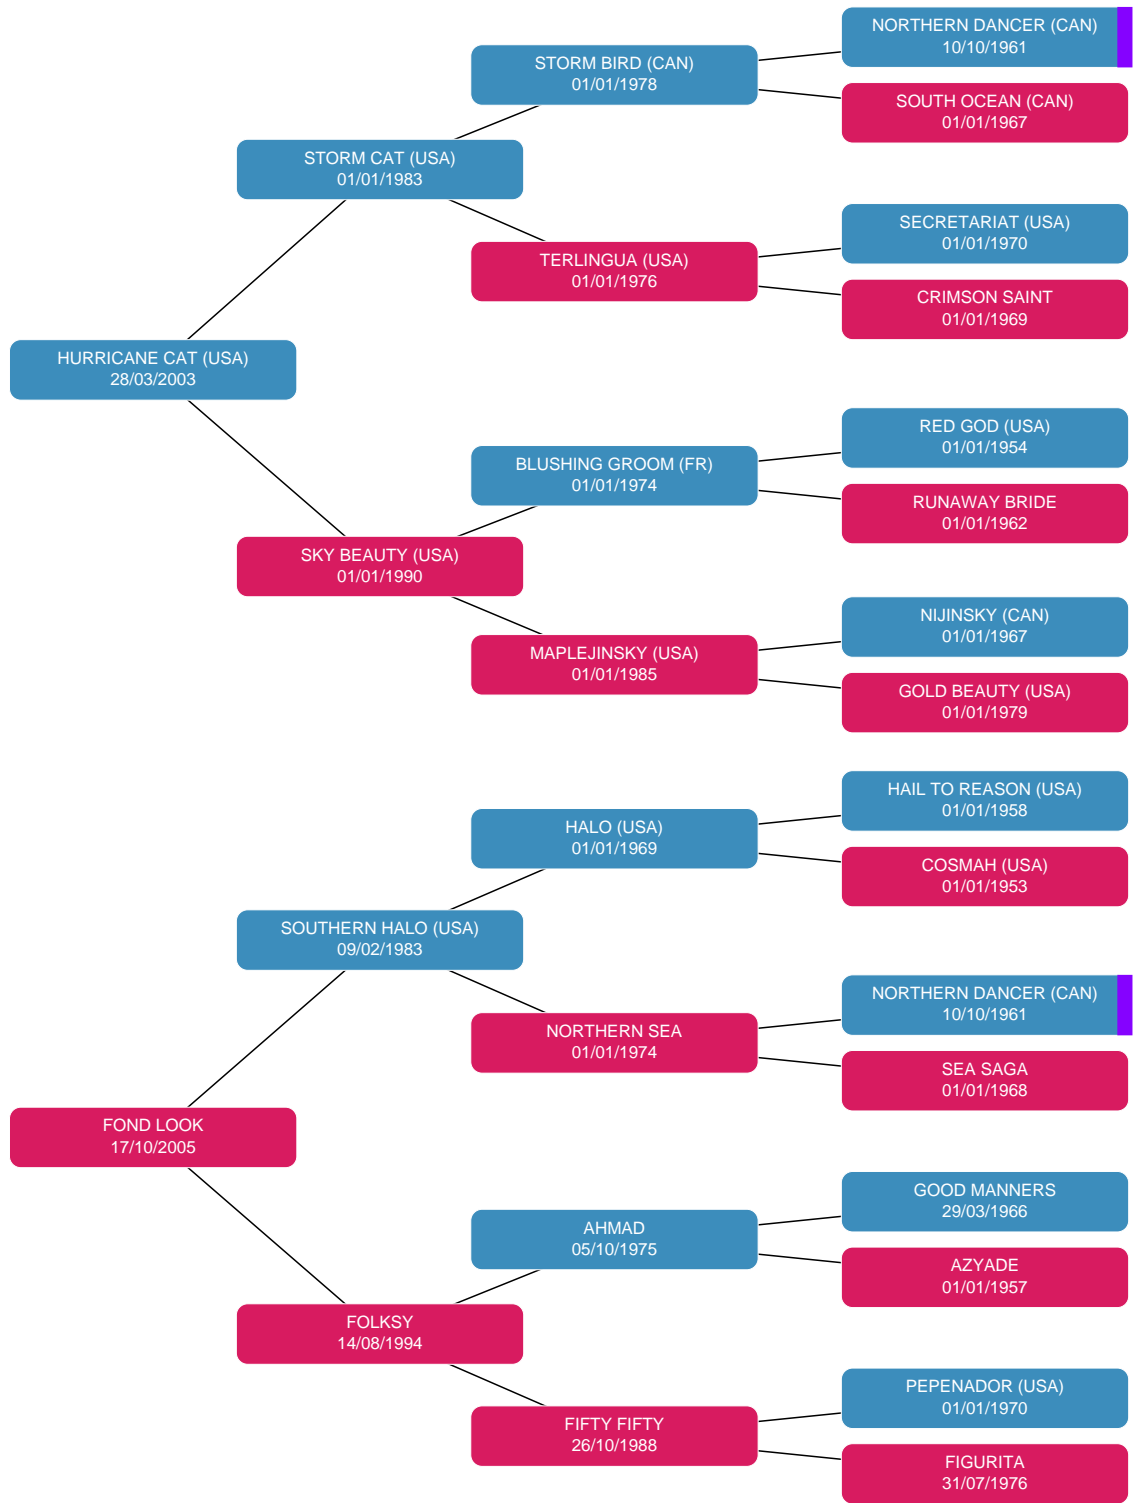 NORTHERN DANCER (CAN)
10/10/1961
STORM BIRD (CAN)
01/01/1978
SOUTH OCEAN (CAN)
01/01/1967
STORM CAT (USA)
01/01/1983
SECRETARIAT (USA)
01/01/1970
TERLINGUA (USA)
01/01/1976
CRIMSON SAINT
01/01/1969
HURRICANE CAT (USA)
28/03/2003
RED GOD (USA)
01/01/1954
BLUSHING GROOM (FR)
01/01/1974
RUNAWAY BRIDE
01/01/1962
SKY BEAUTY (USA)
01/01/1990
NIJINSKY (CAN)
01/01/1967
MAPLEJINSKY (USA)
01/01/1985
GOLD BEAUTY (USA)
01/01/1979
HAIL TO REASON (USA)
01/01/1958
HALO (USA)
01/01/1969
COSMAH (USA)
01/01/1953
SOUTHERN HALO (USA)
09/02/1983
NORTHERN DANCER (CAN)
10/10/1961
NORTHERN SEA
01/01/1974
SEA SAGA
01/01/1968
FOND LOOK
17/10/2005
GOOD MANNERS
29/03/1966
AHMAD
05/10/1975
AZYADE
01/01/1957
FOLKSY
14/08/1994
PEPENADOR (USA)
01/01/1970
FIFTY FIFTY
26/10/1988
FIGURITA
31/07/1976